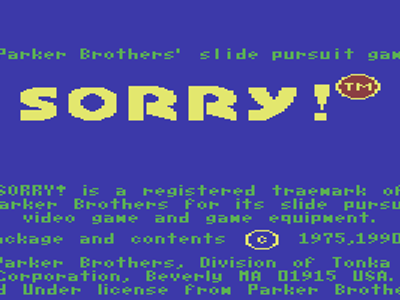 Parker Brothers' slide pursuit gam
SORRY! TM
SORRY! is a registered traemark of
arker Brothers for its slide pursu
video game and game equipment.
ackage and contents © 1975,1990
Parker Brothers, Division of Tonka
Corporation, Beverly MA 01915 USA.
d Under license from Parker Brother